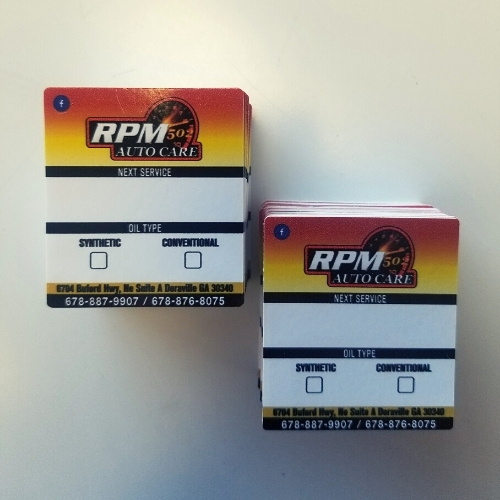 f
RPM 502
AUTO CARE
NEXT SERVICE
OIL TYPE
SYNTHETIC CONVENTIONAL
6704 Buford Hwy, Ne Suite A Doraville GA 30340
678-887-9907 / 678-876-8075
f
RPM 502
AUTO CARE
NEXT SERVICE
OIL TYPE
SYNTHETIC CONVENTIONAL
6704 Buford Hwy, Ne Suite A Doraville GA 30340
678-887-9907 / 678-876-8075